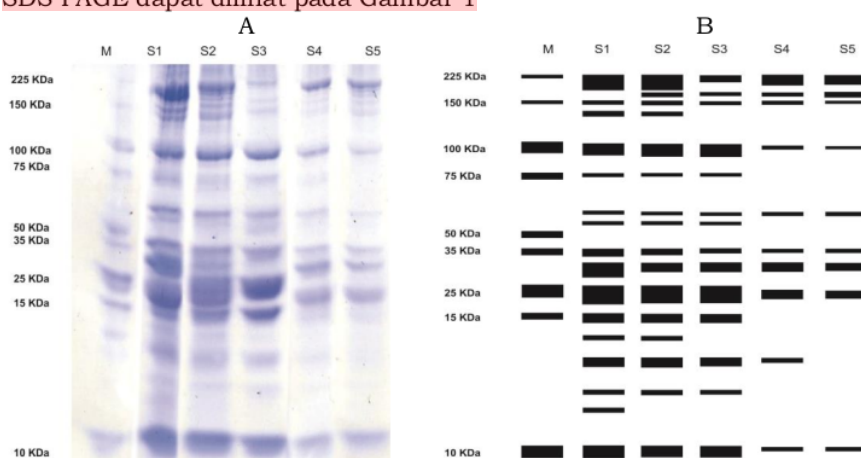 SDS PAGE dapat dilihat pada Gambar 1
A B
M S1 S2 S3 S4 S5 M S1 S2 S3 S4 S5
225 KDa 225 KDa
150 KDa 150 KDa
100 KDa 100 KDa
75 KDa 75 KDa
50 KDa 50 KDa
35 KDa 35 KDa
25 KDa 25 KDa
15 KDa 15 KDa
10 KDa 10 KDa